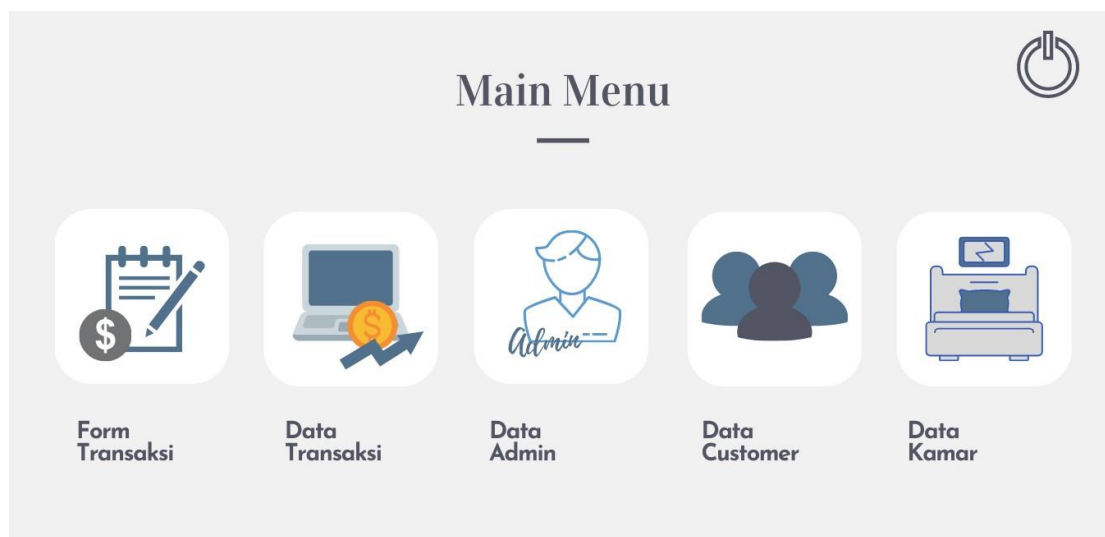 Main Menu
$
$
Admin
Form
Transaksi
Data
Transaksi
Data
Admin
Data
Customer
Data
Kamar